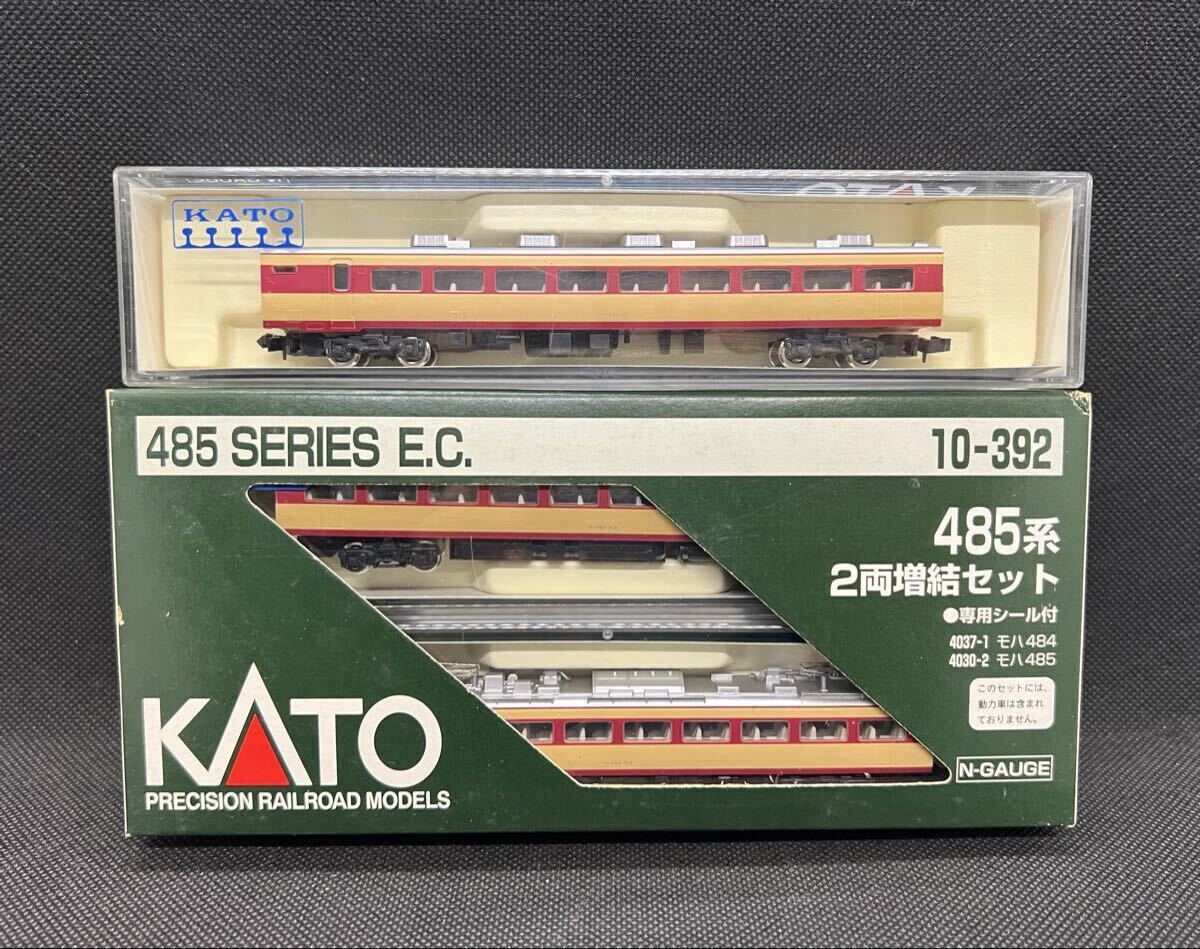 KATO
KATO
485 SERIES E.C.
10-392
485系
2両増結セット
●専用シール付
4037-1 モハ484
4030-2 モハ485
このセットには、
動力車は含まれ
ておりません。
KATO
PRECISION RAILROAD MODELS
N-GAUGE